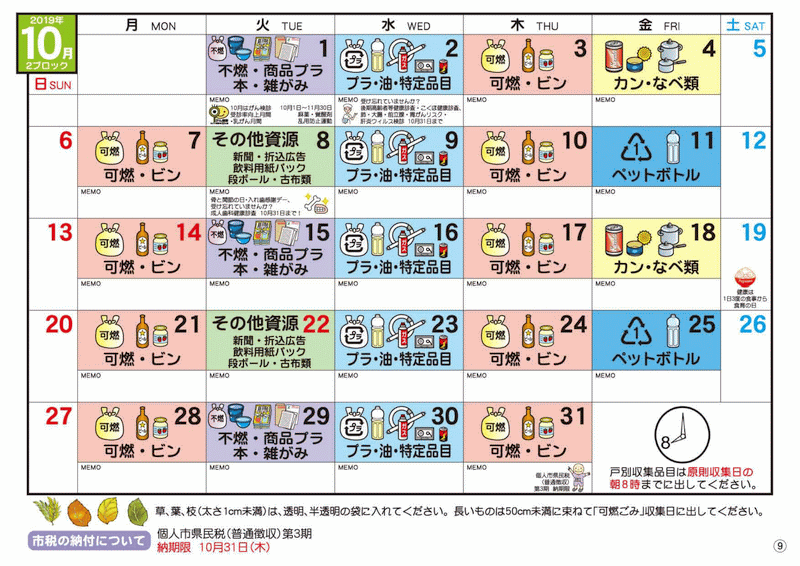 2019年
10月
2ブロック
日 SUN
月 MON
火 TUE
水 WED
木 THU
金 FRI
土 SAT
不燃
1
不燃・商品プラ
本・雑がみ
MEMO
10月はがん検診
受診率向上月間
・乳がん月間
10月1日〜11月30日
麻薬・覚醒剤
乱用防止運動
プラ
2
プラ・油・特定品目
MEMO
受け忘れていませんか?
後期高齢者等健康診査・こくほ健康診査、
肺・大腸・前立腺・胃がんリスク・
肝炎ウィルス検診 10月31日まで
可燃
3
可燃・ビン
MEMO
4
カン・なべ類
MEMO
5
6
可燃
7
可燃・ビン
MEMO
その他資源 8
新聞・折込広告
飲料用紙パック
段ボール・古布類
MEMO
骨と関節の日・入れ歯感謝デー、
受け忘れていませんか?
成人歯科健康診査 10月31日まで!
プラ
9
プラ・油・特定品目
MEMO
可燃
10
可燃・ビン
MEMO
1
11
ペットボトル
MEMO
12
13
可燃
14
可燃・ビン
MEMO
不燃
15
不燃・商品プラ
本・雑がみ
MEMO
プラ
16
プラ・油・特定品目
MEMO
可燃
17
可燃・ビン
MEMO
18
カン・なべ類
MEMO
19
健康は
1日3度の食事から
食育の日
20
可燃
21
可燃・ビン
MEMO
その他資源 22
新聞・折込広告
飲料用紙パック
段ボール・古布類
MEMO
プラ
23
プラ・油・特定品目
MEMO
可燃
24
可燃・ビン
MEMO
1
25
ペットボトル
MEMO
26
27
可燃
28
可燃・ビン
MEMO
不燃
29
不燃・商品プラ
本・雑がみ
MEMO
プラ
30
プラ・油・特定品目
MEMO
可燃
31
可燃・ビン
MEMO
個人市県民税
(普通徴収)
第3期 納期限
8
戸別収集品目は原則収集日の
朝8時までに出してください。
草、葉、枝(太さ1cm未満)は、透明、半透明の袋に入れてください。長いものは50cm未満に束ねて「可燃ごみ」収集日に出してください。
市税の納付について
個人市県民税(普通徴収)第3期
納期限 10月31日(木)
⑨